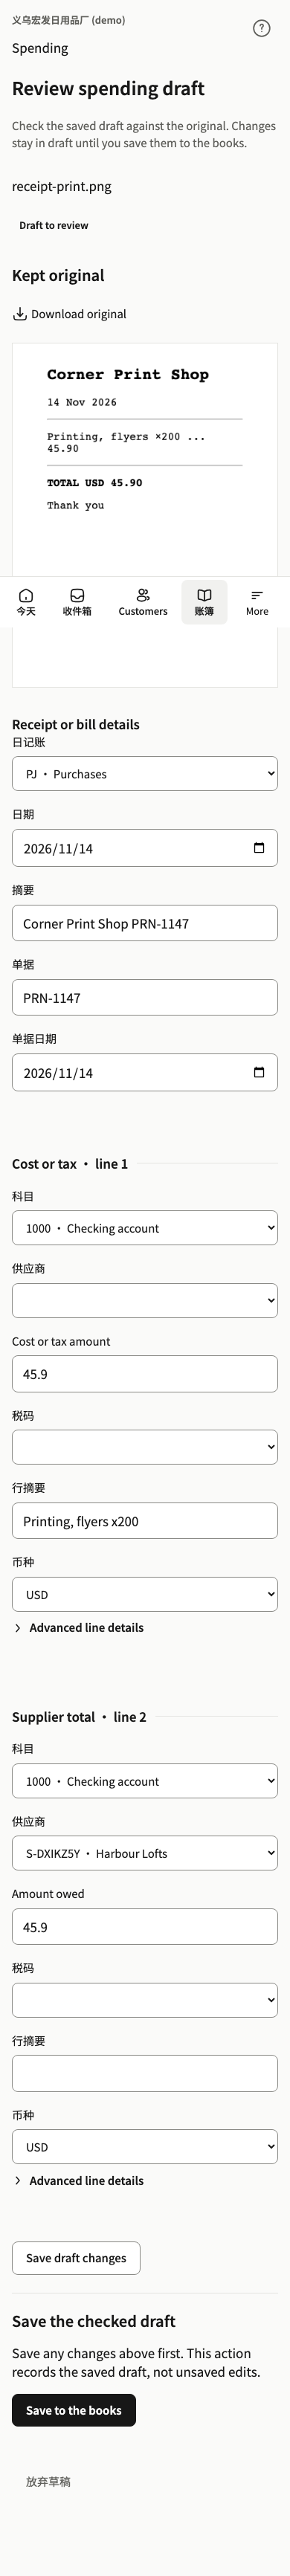 义乌宏发日用品厂 (demo)
Spending
Review spending draft
Check the saved draft against the original. Changes
stay in draft until you save them to the books.
receipt-print.png
Draft to review
Kept original
Download original
Corner Print Shop
14 Nov 2026
Printing, flyers ×200 ...
45.90
TOTAL USD 45.90
Thank you
今天
收件箱
Customers
账簿
More
Receipt or bill details
日记账
PJ · Purchases
日期
2026/11/14
摘要
Corner Print Shop PRN-1147
单据
PRN-1147
单据日期
2026/11/14
Cost or tax · line 1
科目
1000 · Checking account
供应商
Cost or tax amount
45.9
税码
行摘要
Printing, flyers x200
币种
USD
Advanced line details
Supplier total · line 2
科目
1000 · Checking account
供应商
S-DXIKZ5Y · Harbour Lofts
Amount owed
45.9
税码
行摘要
币种
USD
Advanced line details
Save draft changes
Save the checked draft
Save any changes above first. This action
records the saved draft, not unsaved edits.
Save to the books
放弃草稿